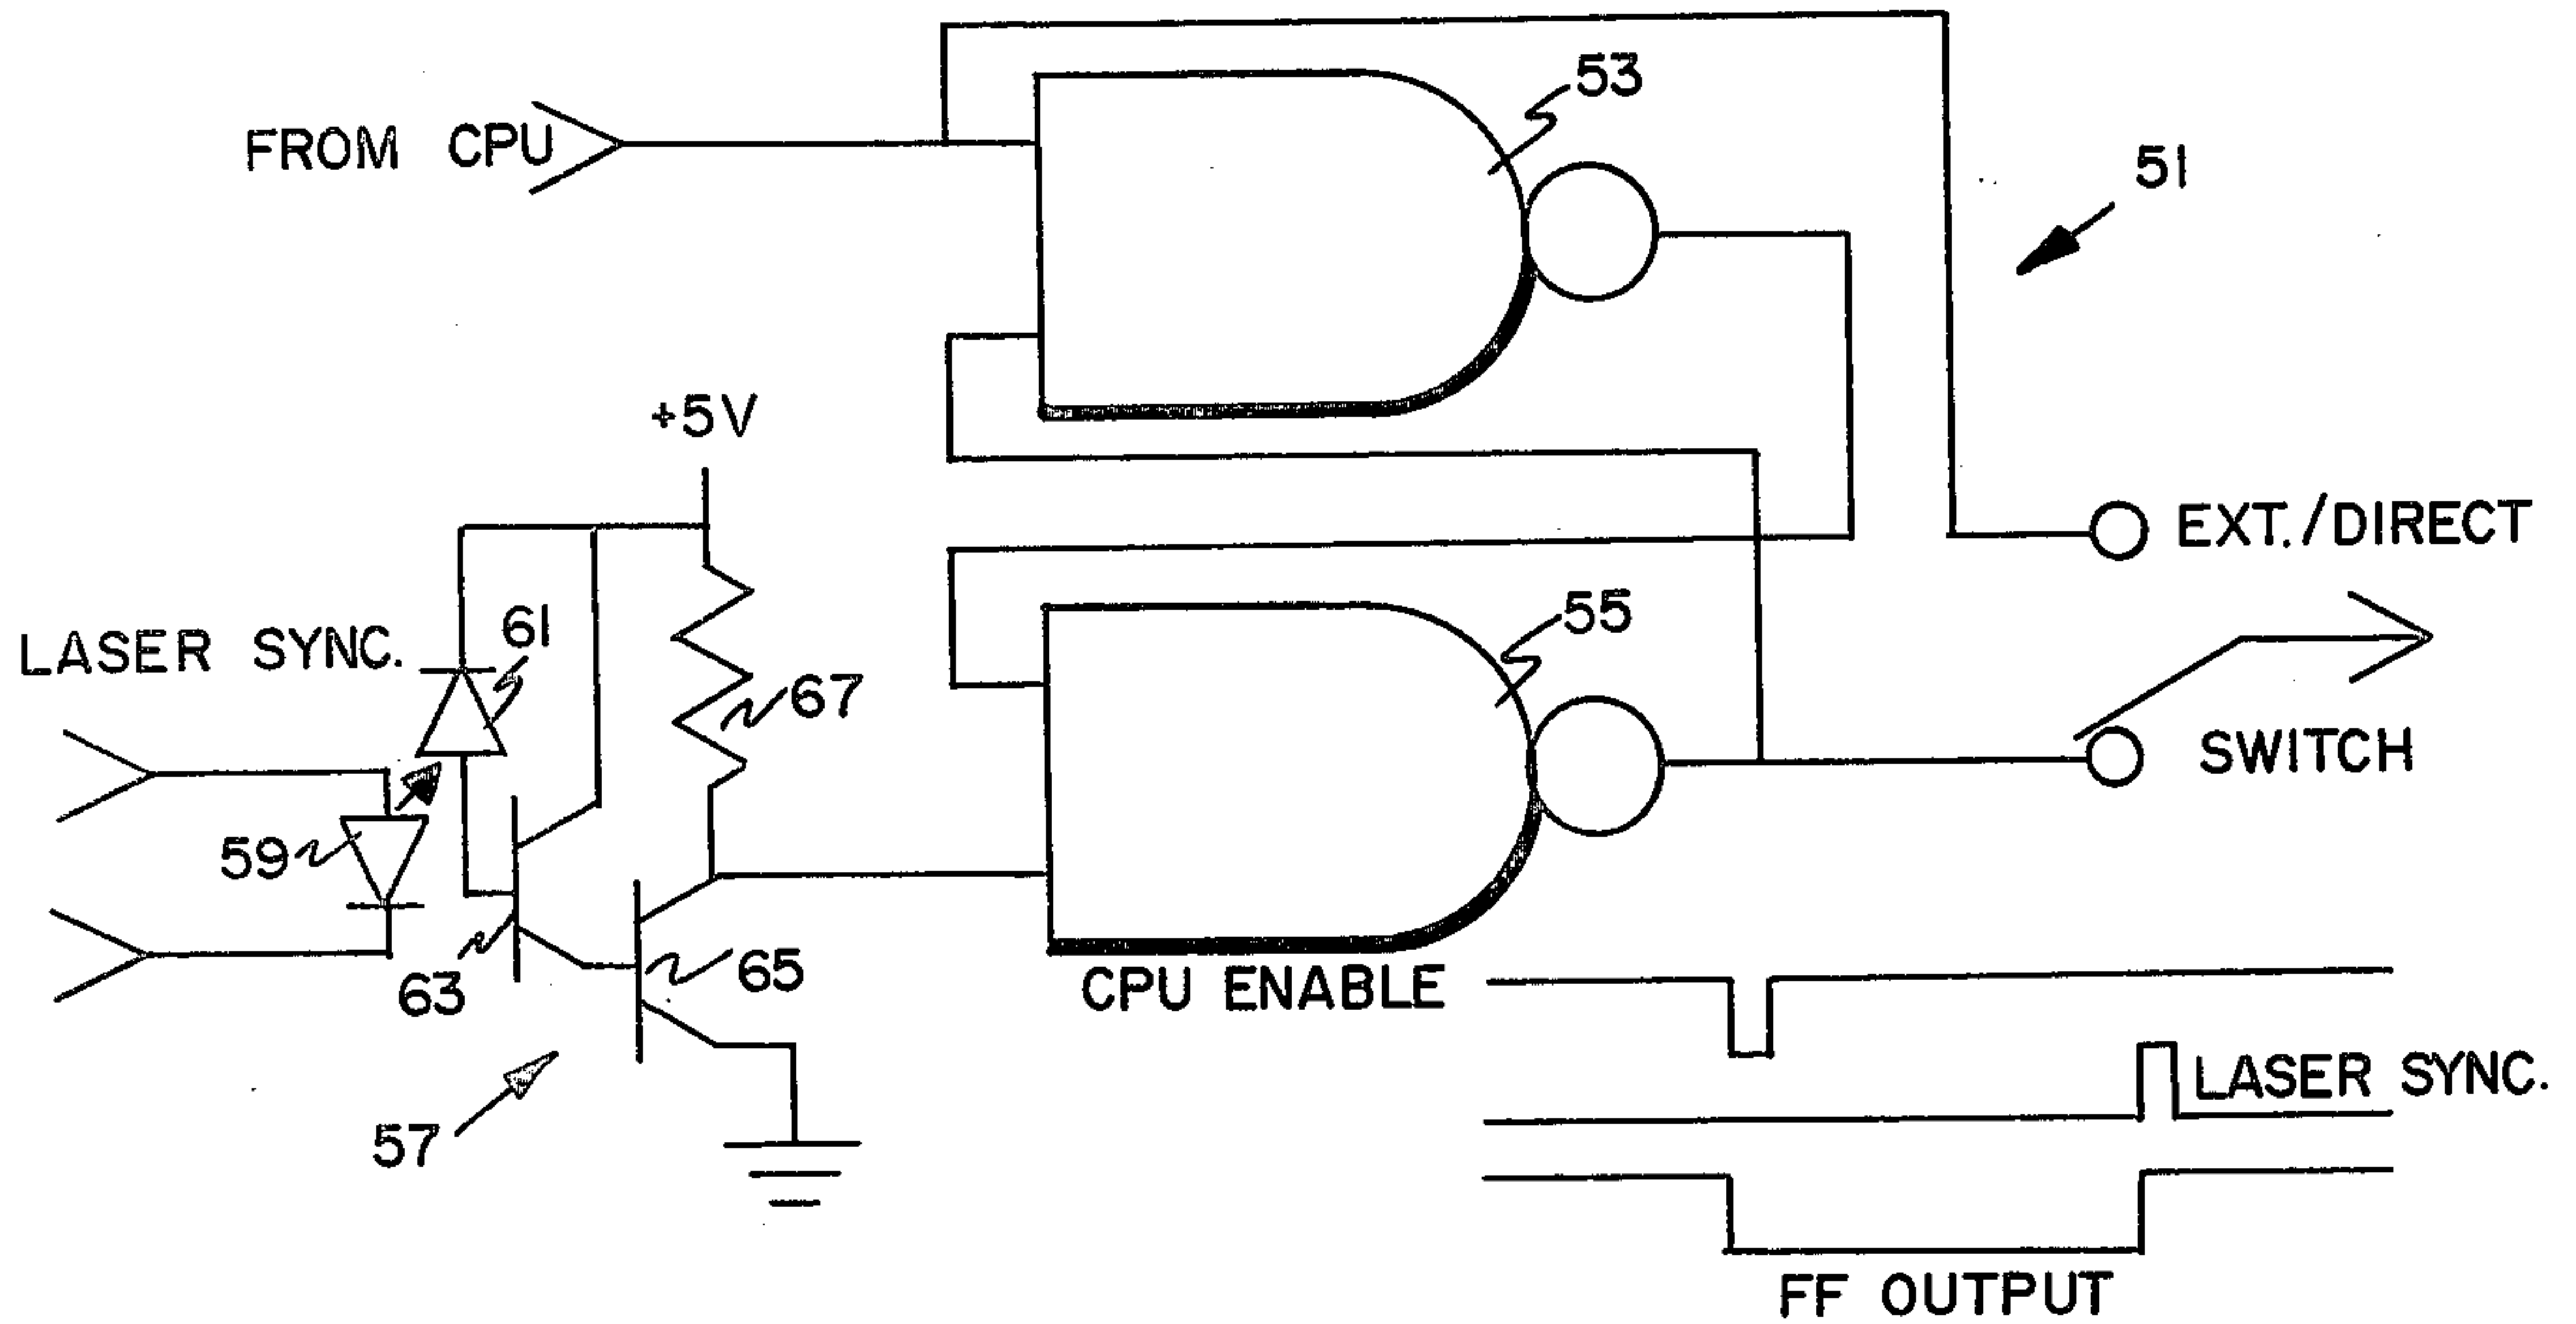 FROM CPU
53
51
+5V
EXT./DIRECT
LASER SYNC.
61
55
67
SWITCH
59
63
65
CPU ENABLE
LASER SYNC.
57
FF OUTPUT